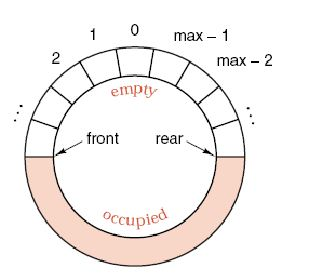 0
1
max – 1
2
max – 2
empty
...
...
front
rear
occupied